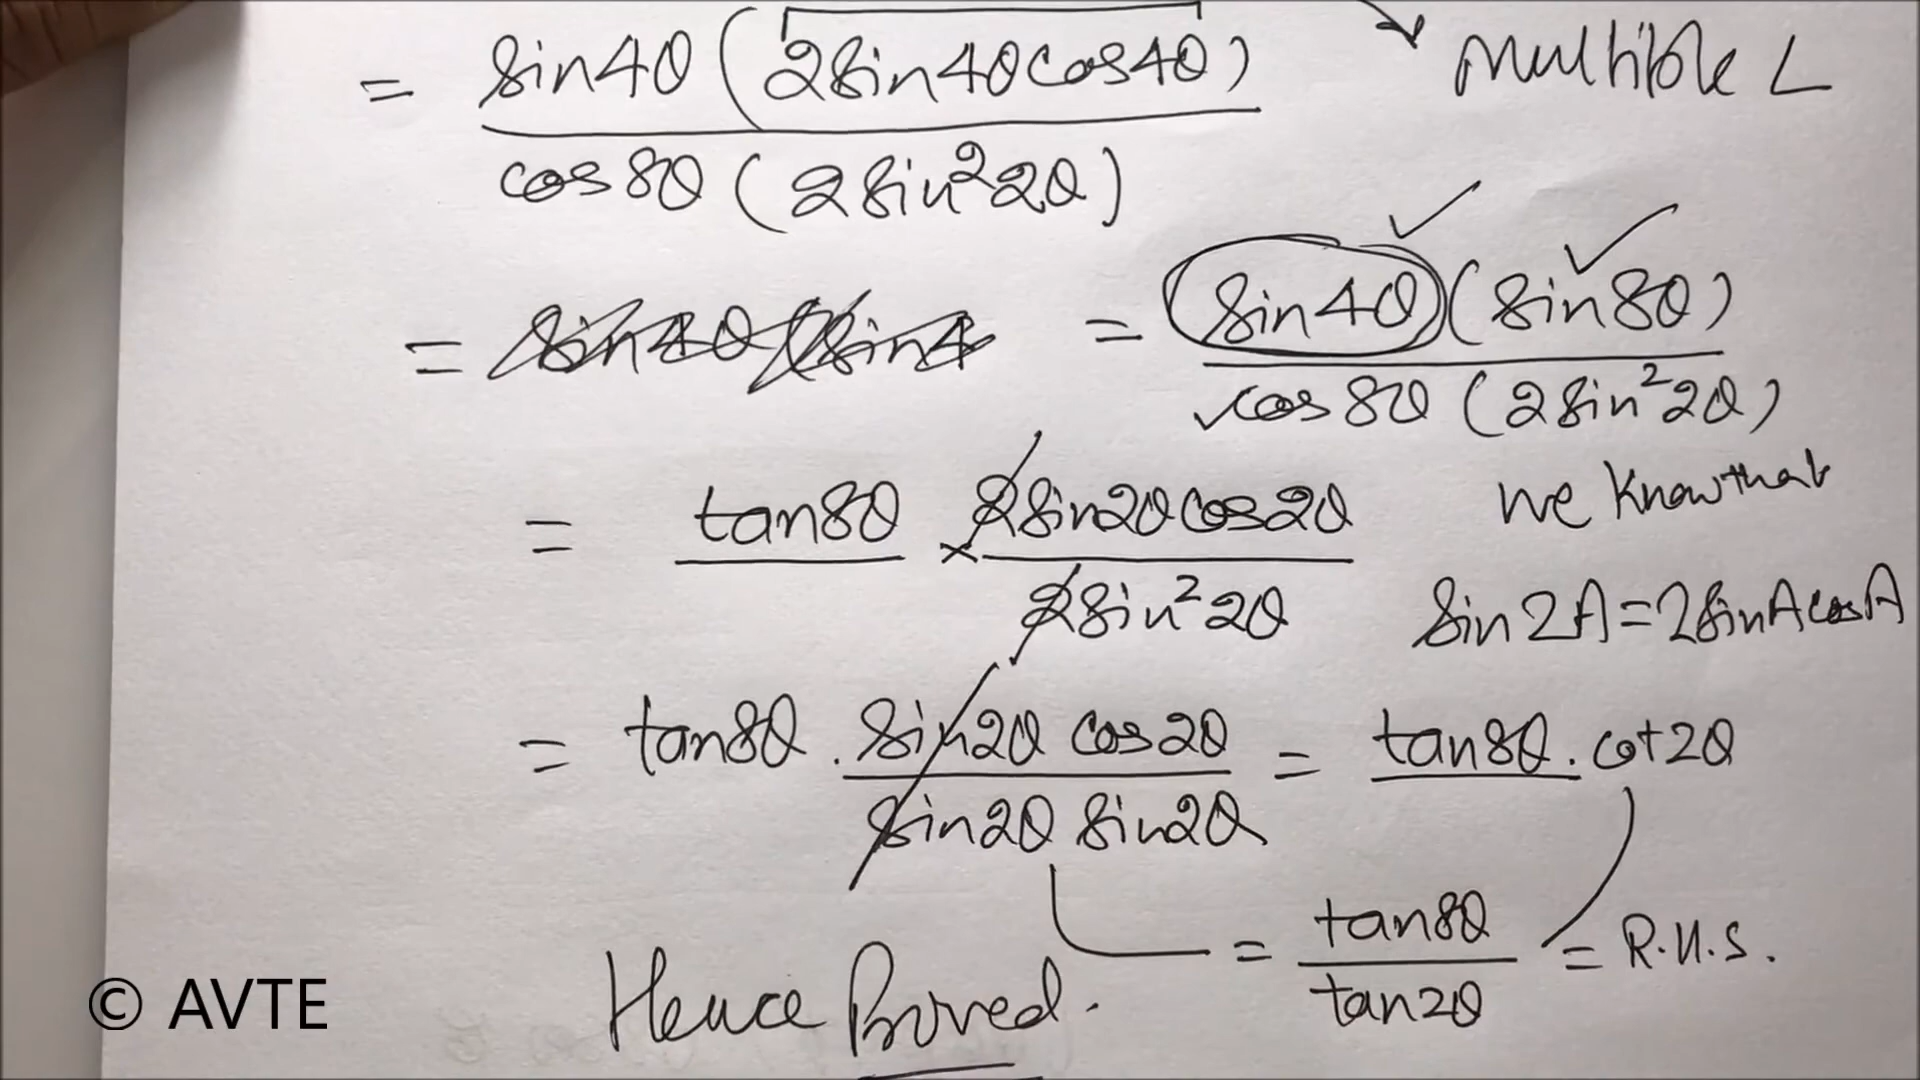 = sin4θ (2sin4θcos4θ) / cos8θ (2sin²2θ)
Multiple L
= sin4θ (sin4
= sin4θ (sin8θ) / cos8θ (2sin²2θ)
= tan8θ × 2sin2θcos2θ / 2sin²2θ
we know that
sin2A=2sinAcosA
= tan8θ . sin2θ cos2θ / sin2θ sin2θ = tan8θ . cot2θ
= tan8θ / tan2θ = R.H.S.
Hence Proved.
© AVTE